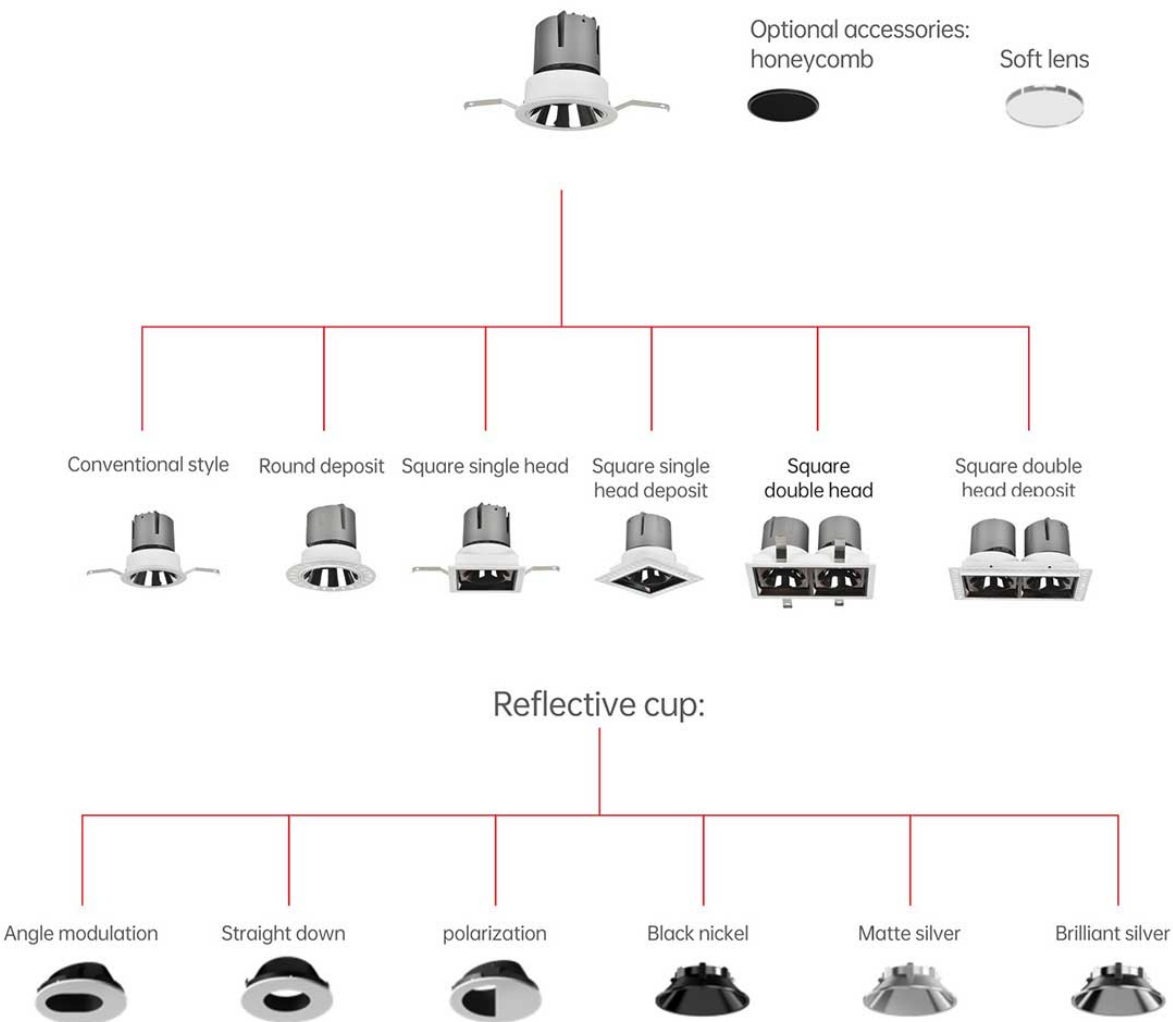 Optional accessories:
honeycomb
Soft lens
Conventional style
Round deposit
Square single head
Square single
head deposit
Square
double head
Square double
head deposit
Reflective cup:
Angle modulation
Straight down
polarization
Black nickel
Matte silver
Brilliant silver